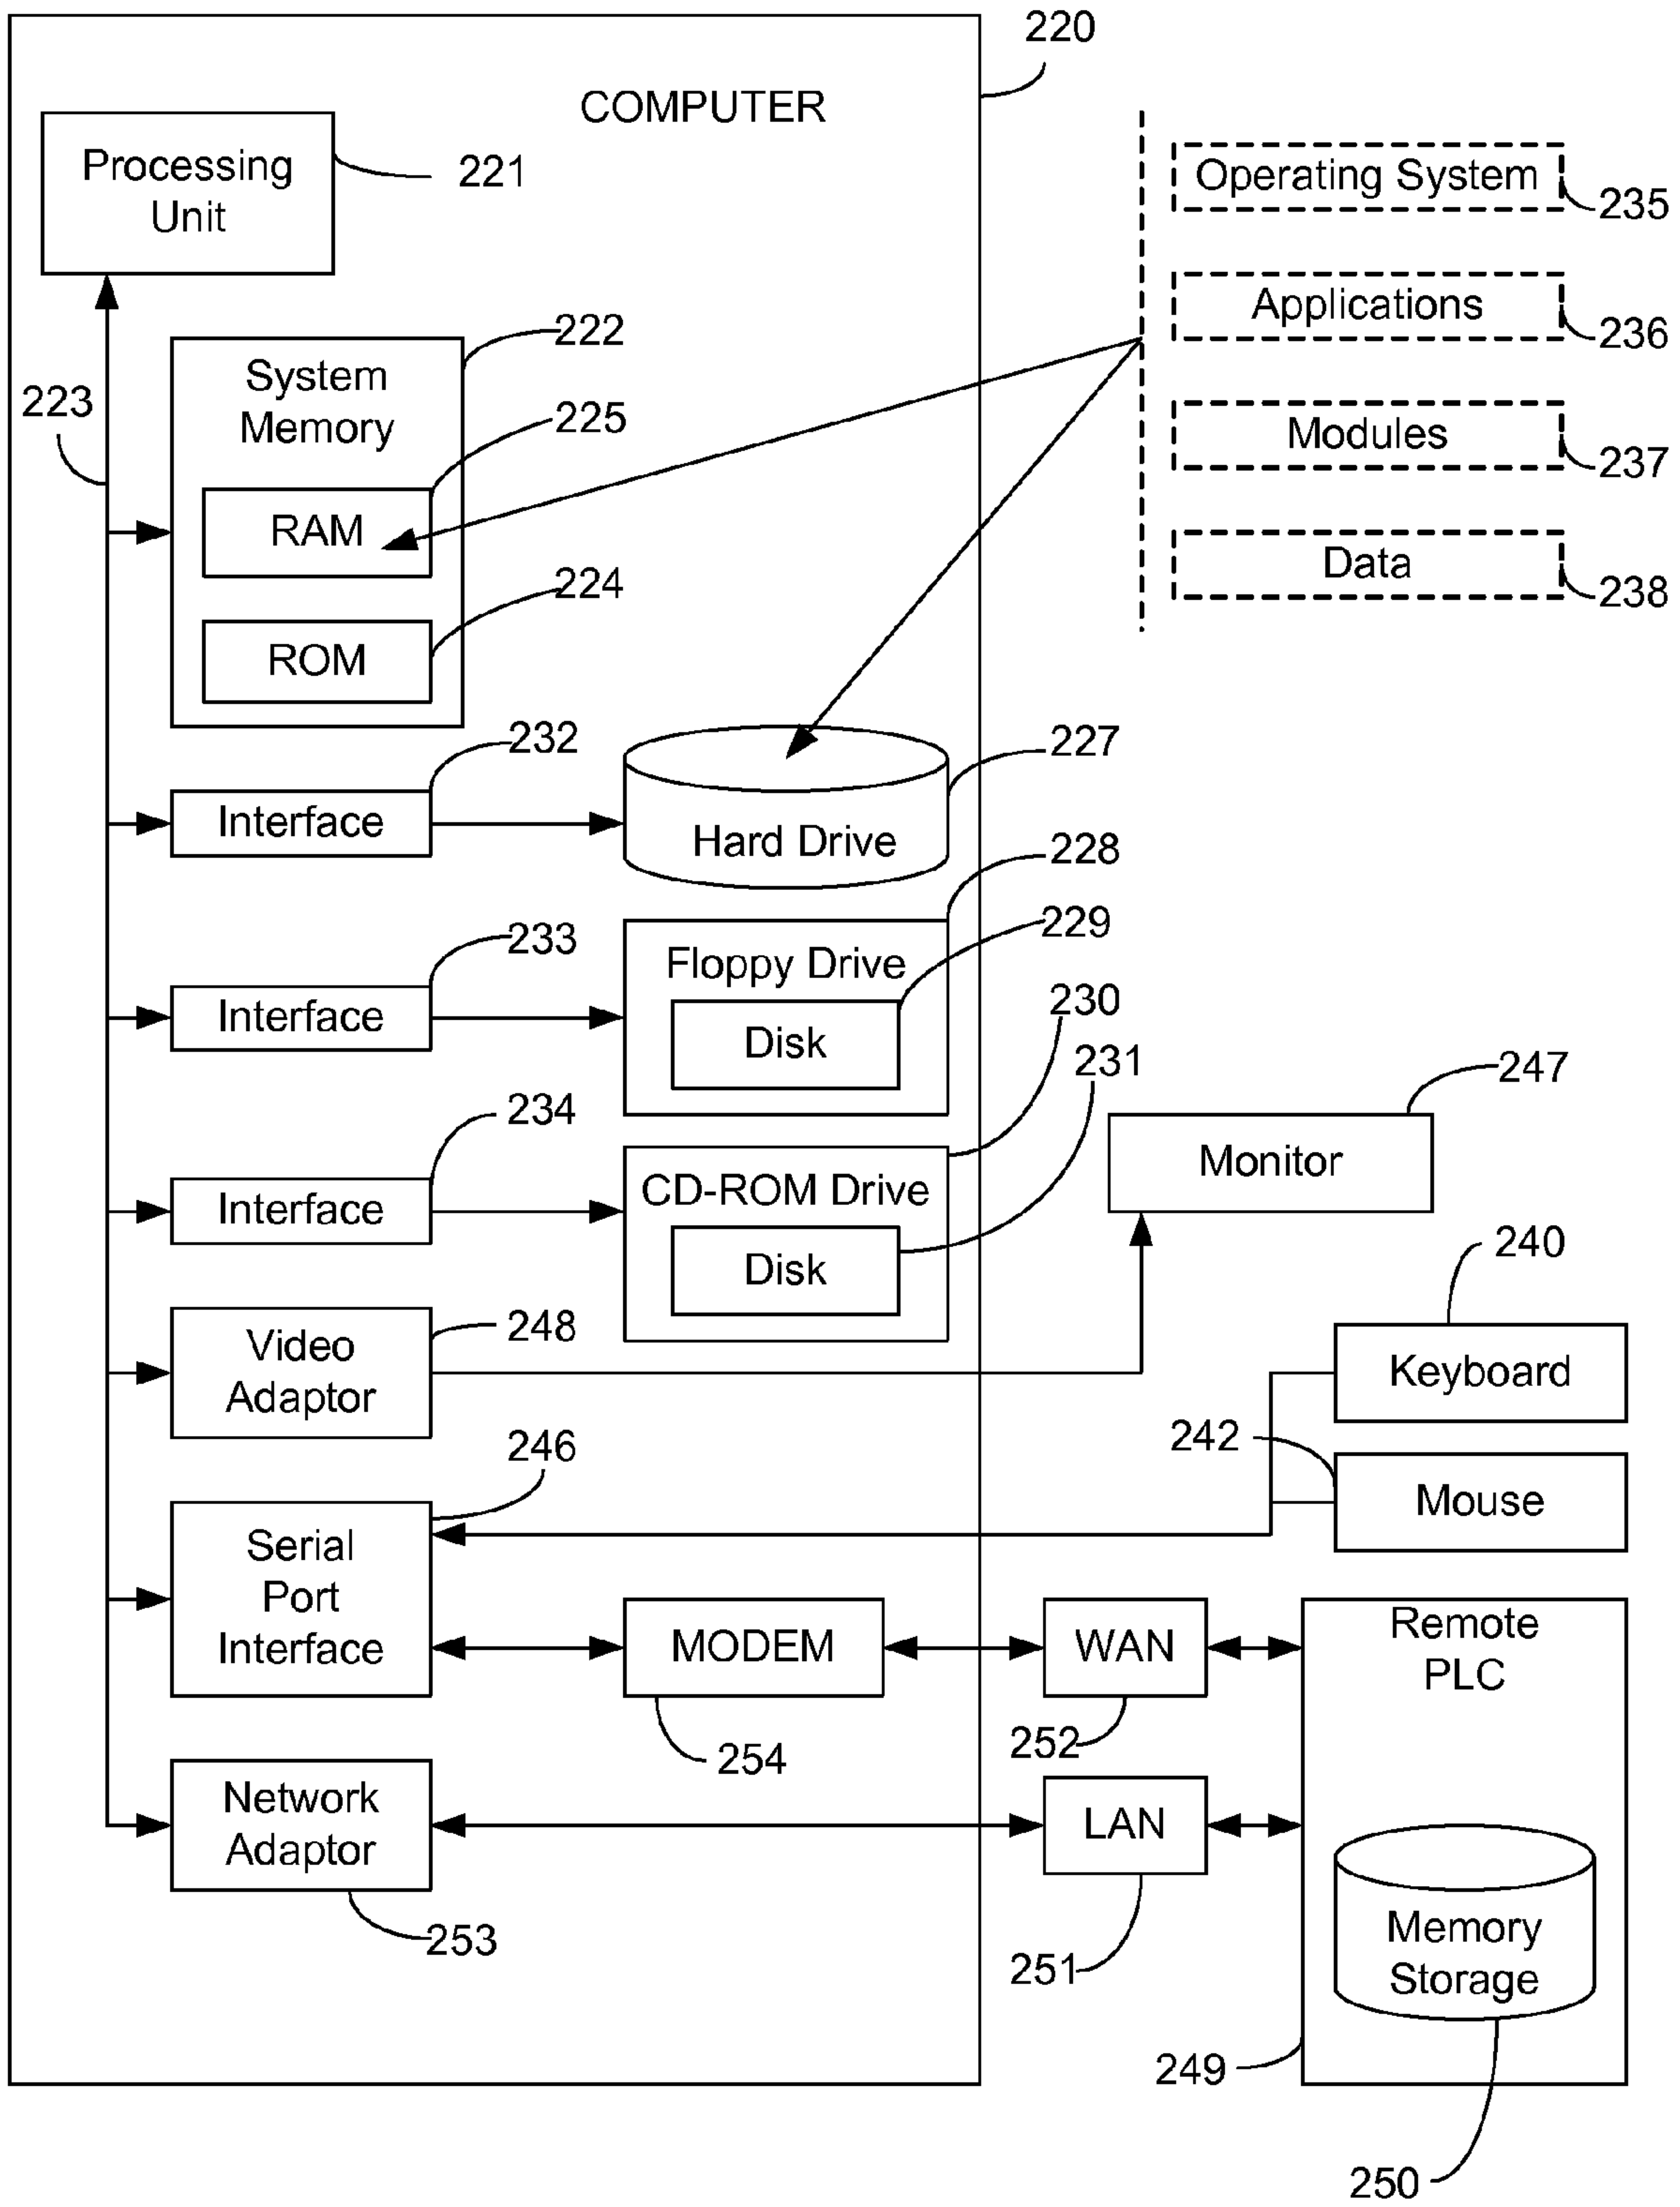 220
COMPUTER
Processing
Unit
221
Operating System
235
Applications
236
222
System
Memory
223
225
Modules
237
RAM
Data
238
224
ROM
232
227
Interface
Hard Drive
228
229
233
Floppy Drive
Interface
Disk
230
231
247
234
Monitor
CD-ROM Drive
Interface
Disk
240
248
Video
Adaptor
Keyboard
242
246
Mouse
Serial
Port
Interface
MODEM
WAN
Remote
PLC
254
252
Network
Adaptor
LAN
253
251
Memory
Storage
249
250